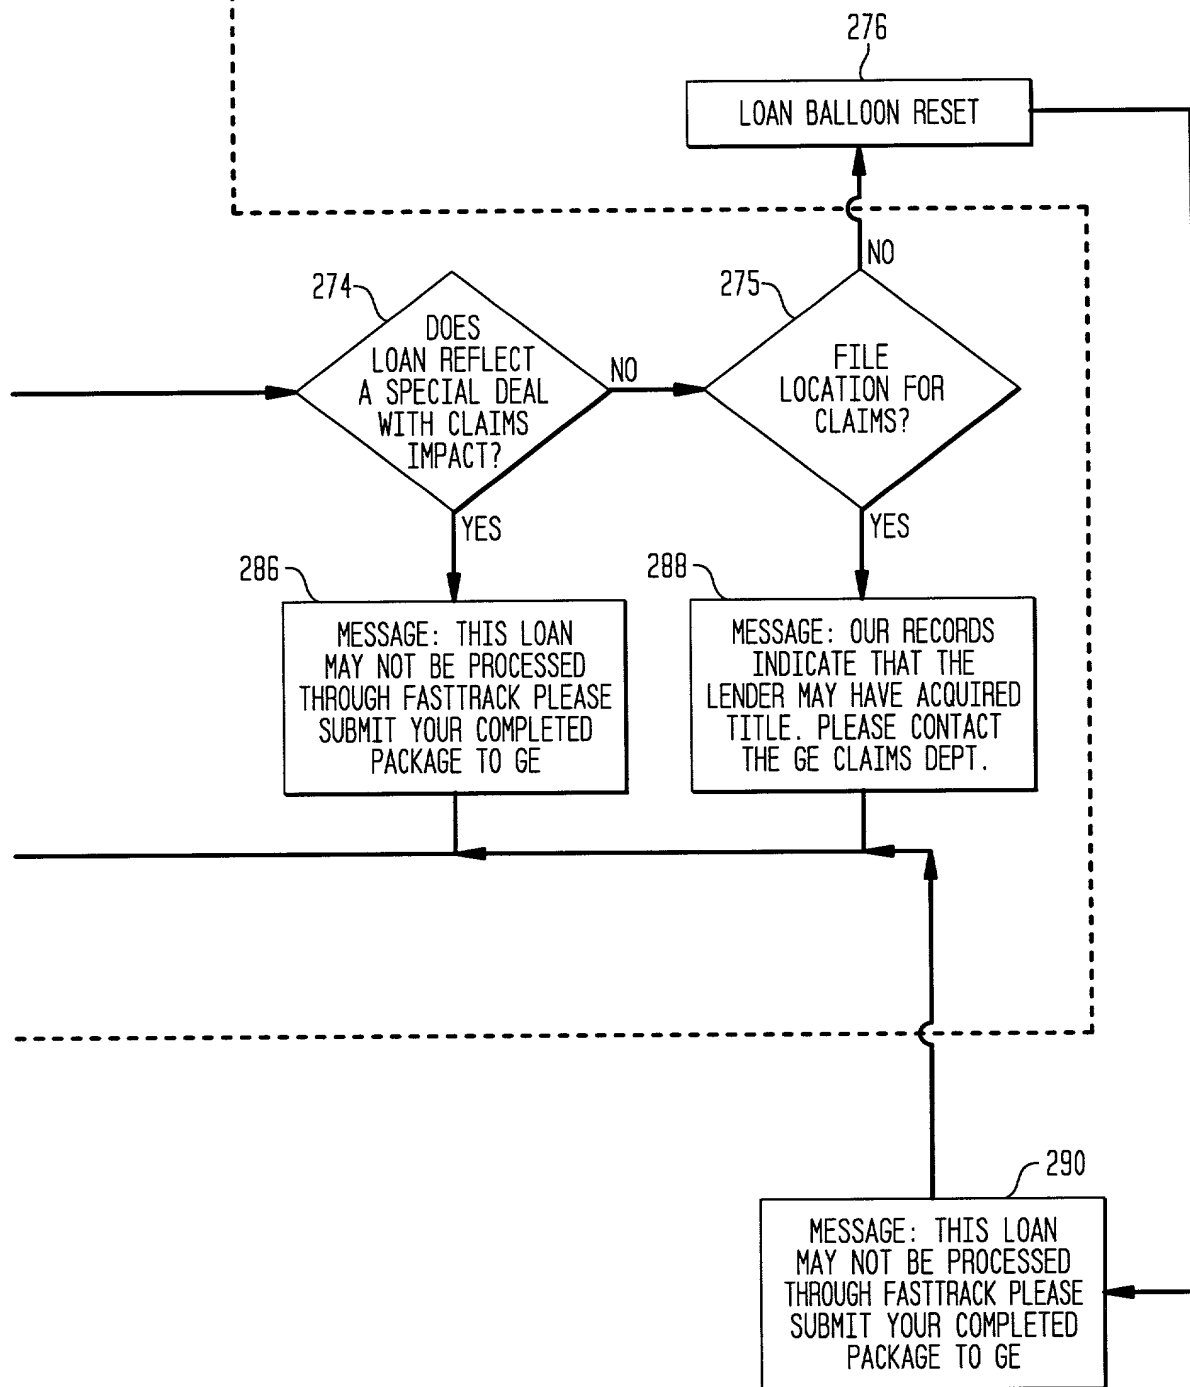 276
LOAN BALLOON RESET
NO
274
DOES
LOAN REFLECT
A SPECIAL DEAL
WITH CLAIMS
IMPACT?
NO
275
FILE
LOCATION FOR
CLAIMS?
YES
YES
286
MESSAGE: THIS LOAN
MAY NOT BE PROCESSED
THROUGH FASTTRACK PLEASE
SUBMIT YOUR COMPLETED
PACKAGE TO GE
288
MESSAGE: OUR RECORDS
INDICATE THAT THE
LENDER MAY HAVE ACQUIRED
TITLE. PLEASE CONTACT
THE GE CLAIMS DEPT.
290
MESSAGE: THIS LOAN
MAY NOT BE PROCESSED
THROUGH FASTTRACK PLEASE
SUBMIT YOUR COMPLETED
PACKAGE TO GE